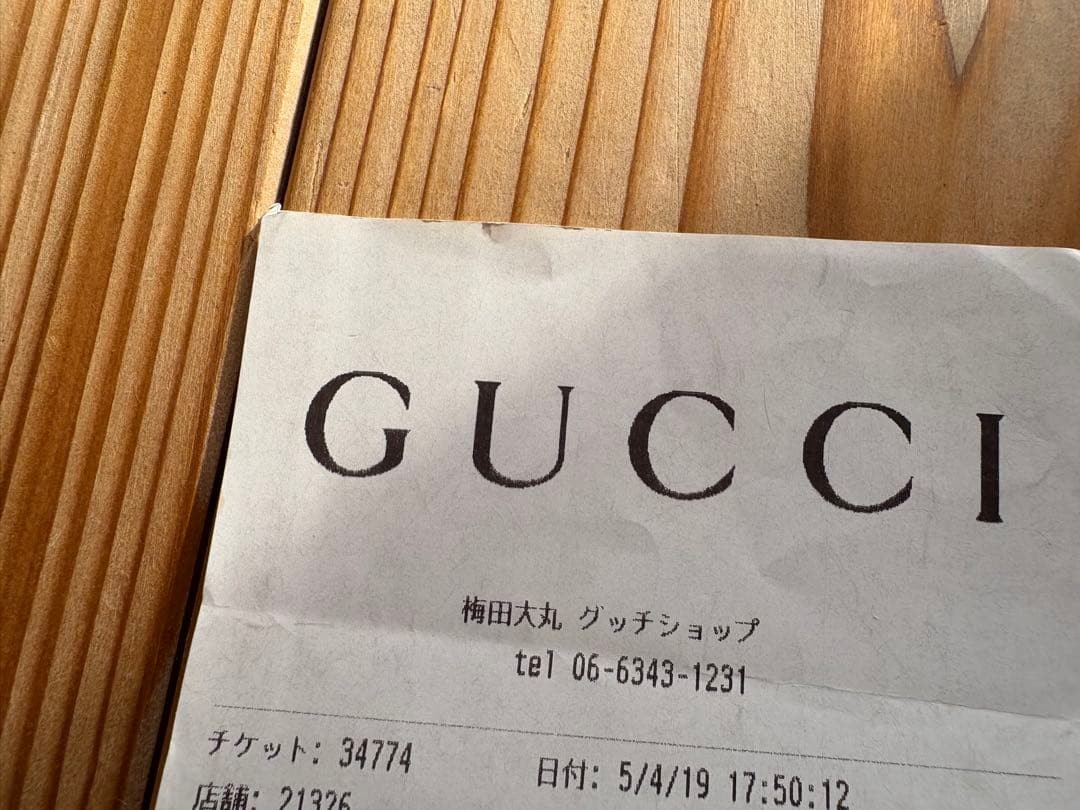 GUCCI
梅田大丸 グッチショップ
tel 06-6343-1231
チケット: 34774 日付: 5/4/19 17:50:12
店舗: 21326